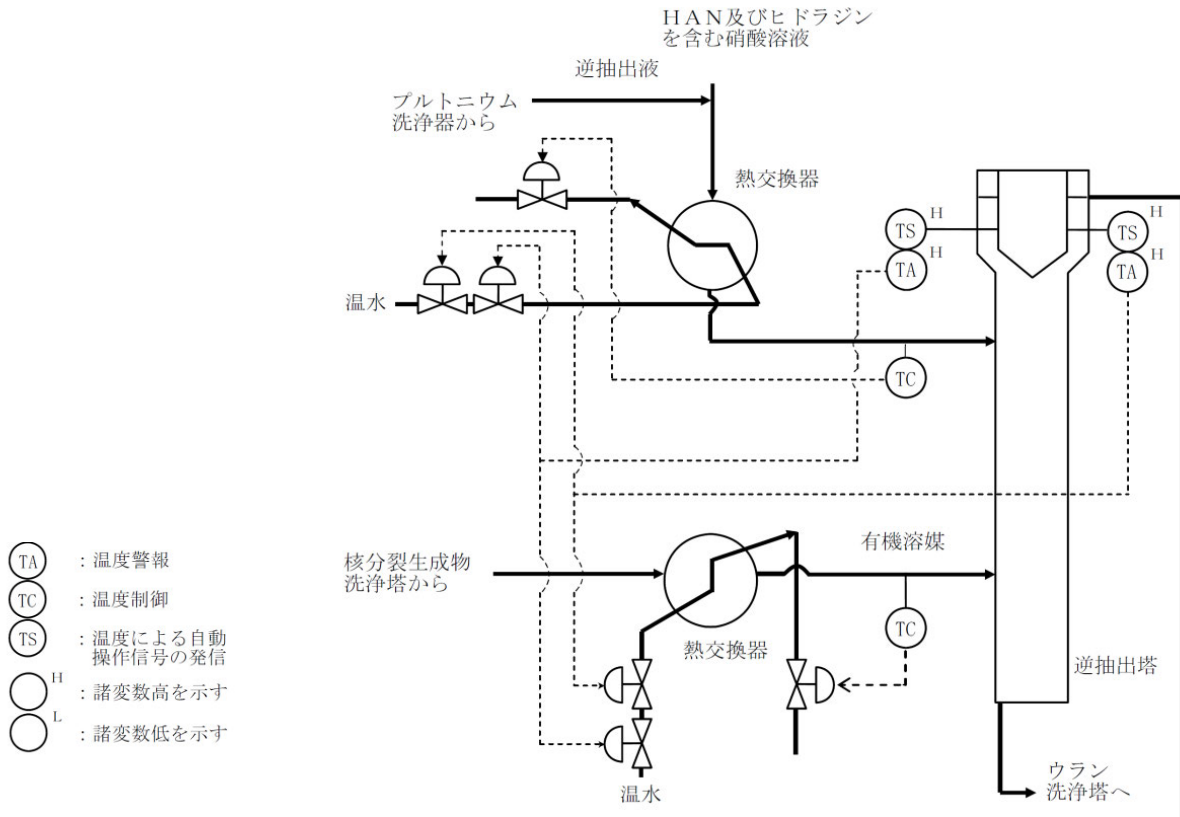 HAN及びヒドラジン
を含む硝酸溶液
逆抽出液
プルトニウム
洗浄器から
熱交換器
H
TS
H
TA
H
TS
H
TA
温水
TC
核分裂生成物
洗浄塔から
有機溶媒
熱交換器
TC
逆抽出塔
温水
ウラン
洗浄塔へ
TA :温度警報
TC :温度制御
TS :温度による自動
操作信号の発信
H :諸変数高を示す
L :諸変数低を示す